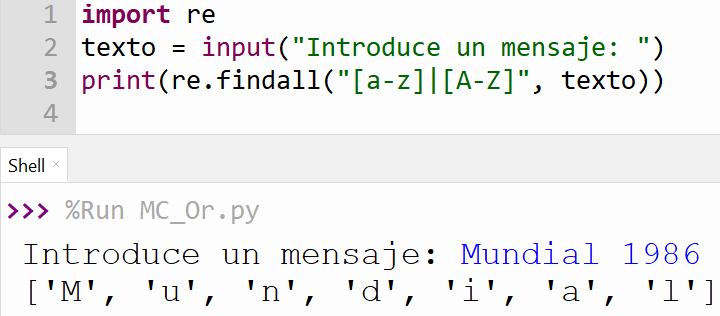 1 import re
2 texto = input("Introduce un mensaje: ")
3 print(re.findall("[a-z]|[A-Z]", texto))
4
Shell ×
>>> %Run MC_Or.py
Introduce un mensaje: Mundial 1986
['M', 'u', 'n', 'd', 'i', 'a', 'l']